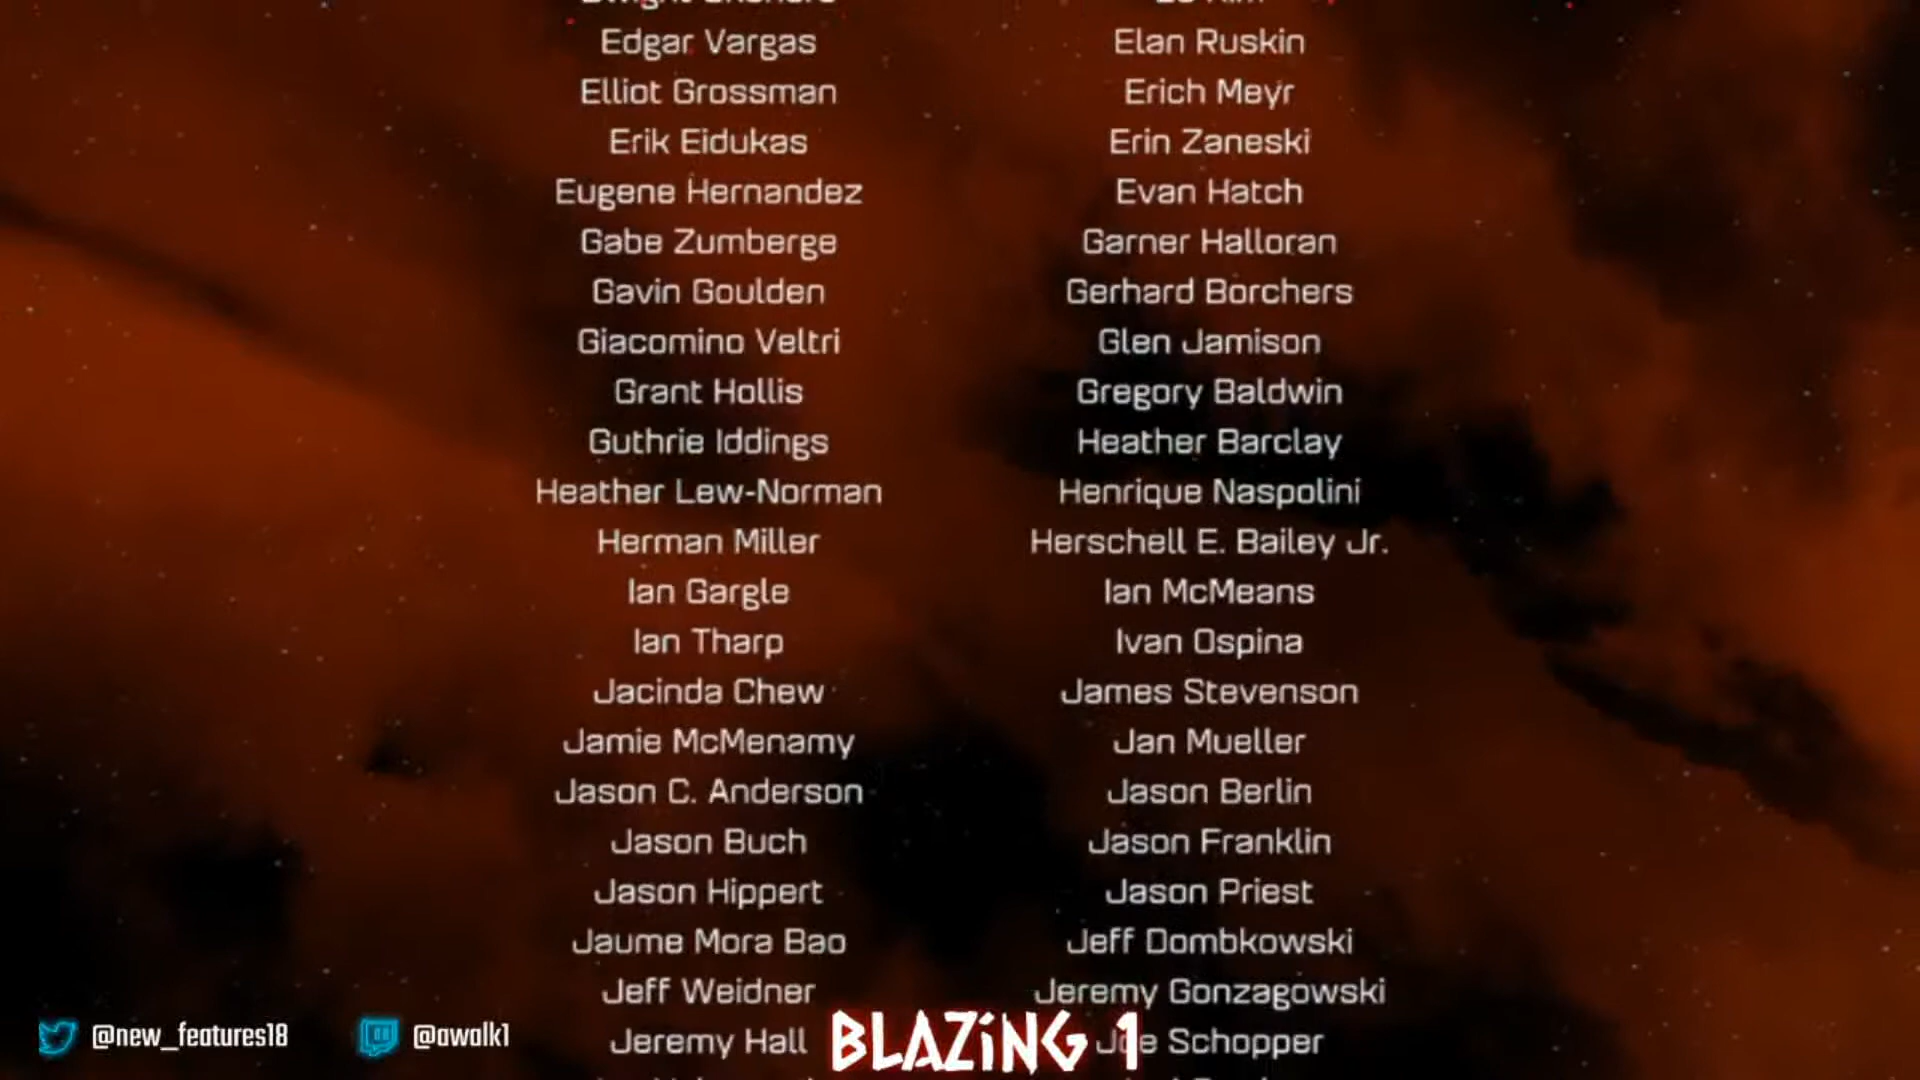 Edgar Vargas Elan Ruskin
Elliot Grossman Erich Meyr
Erik Eidukas Erin Zaneski
Eugene Hernandez Evan Hatch
Gabe Zumberge Garner Halloran
Gavin Goulden Gerhard Borchers
Giacomino Veltri Glen Jamison
Grant Hollis Gregory Baldwin
Guthrie Iddings Heather Barclay
Heather Lew-Norman Henrique Naspolini
Herman Miller Herschell E. Bailey Jr.
Ian Gargle Ian McMeans
Ian Tharp Ivan Ospina
Jacinda Chew James Stevenson
Jamie McMenamy Jan Mueller
Jason C. Anderson Jason Berlin
Jason Buch Jason Franklin
Jason Hippert Jason Priest
Jaume Mora Bao Jeff Dombkowski
Jeff Weidner Jeremy Gonzagowski
Jeremy Hall Joe Schopper
@new_features18 @awalk1 BLAZiNG 1